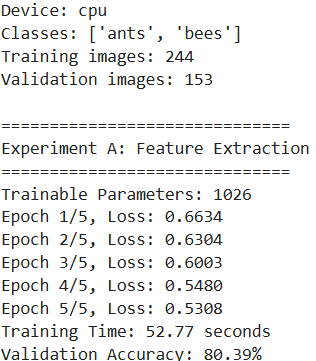 Device: cpu
Classes: ['ants', 'bees']
Training images: 244
Validation images: 153
==============================
Experiment A: Feature Extraction
==============================
Trainable Parameters: 1026
Epoch 1/5, Loss: 0.6634
Epoch 2/5, Loss: 0.6304
Epoch 3/5, Loss: 0.6003
Epoch 4/5, Loss: 0.5480
Epoch 5/5, Loss: 0.5308
Training Time: 52.77 seconds
Validation Accuracy: 80.39%